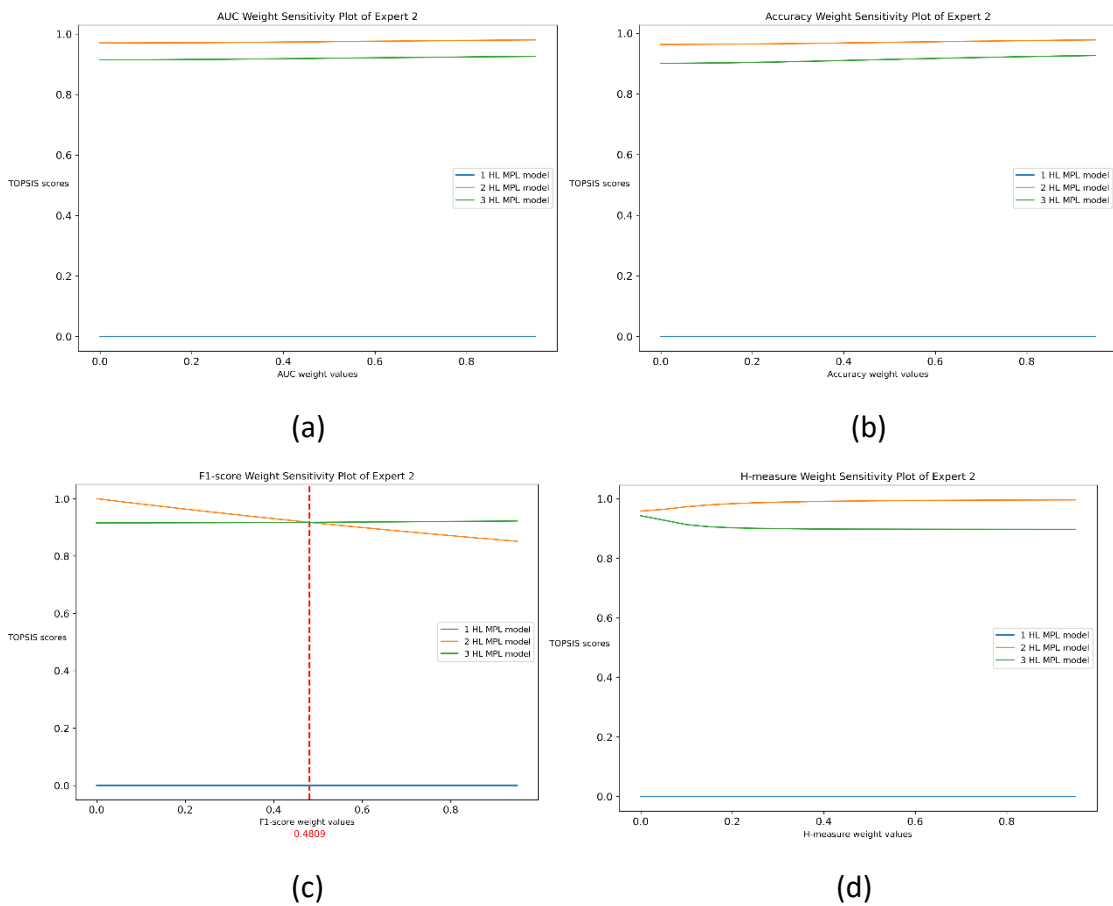 AUC Weight Sensitivity Plot of Expert 2
1.0
0.8
0.6
TOPSIS scores
0.4
0.2
0.0
1 HL MPL model
2 HL MPL model
3 HL MPL model
0.0 0.2 0.4 0.6 0.8
AUC weight values
(a)
Accuracy Weight Sensitivity Plot of Expert 2
1.0
0.8
0.6
TOPSIS scores
0.4
0.2
0.0
1 HL MPL model
2 HL MPL model
3 HL MPL model
0.0 0.2 0.4 0.6 0.8
Accuracy weight values
(b)
F1-score Weight Sensitivity Plot of Expert 2
1.0
0.8
0.6
TOPSIS scores
0.4
0.2
0.0
1 HL MPL model
2 HL MPL model
3 HL MPL model
0.0 0.2 0.4 0.6 0.8
F1-score weight values
0.4809
(c)
H-measure Weight Sensitivity Plot of Expert 2
1.0
0.8
0.6
TOPSIS scores
0.4
0.2
0.0
1 HL MPL model
2 HL MPL model
3 HL MPL model
0.0 0.2 0.4 0.6 0.8
H-measure weight values
(d)